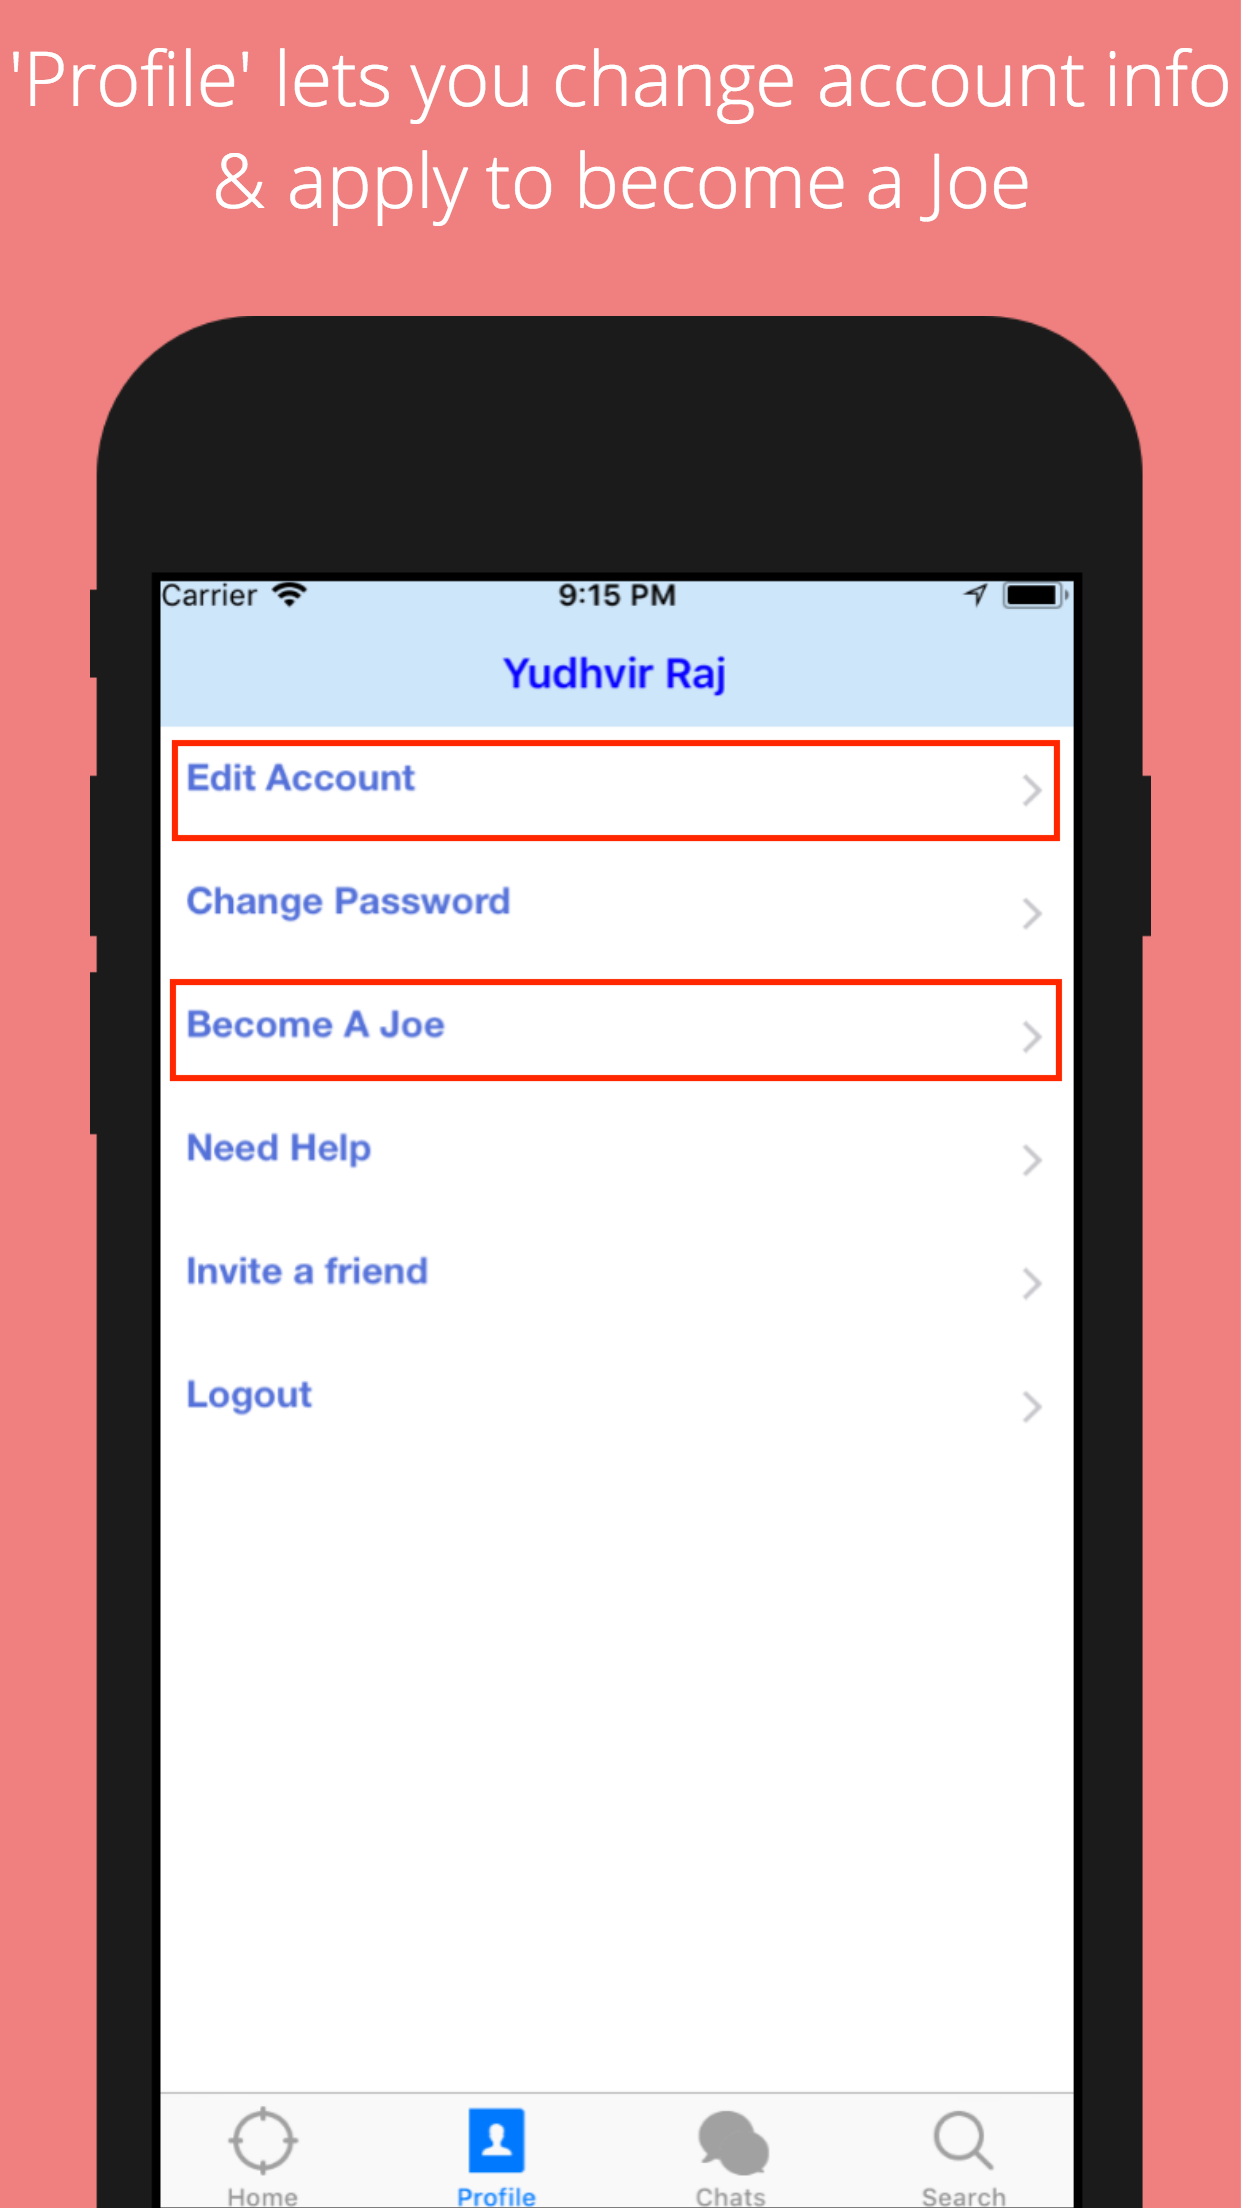 'Profile' lets you change account info
& apply to become a Joe
Carrier 9:15 PM
Yudhvir Raj
Edit Account
Change Password
Become A Joe
Need Help
Invite a friend
Logout
Home Profile Chats Search